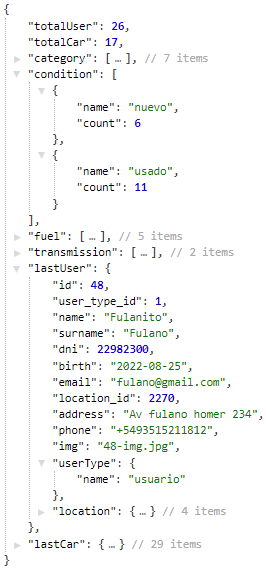 {
"totalUser": 26,
"totalCar": 17,
"category": [ … ], // 7 items
"condition": [
{
"name": "nuevo",
"count": 6
},
{
"name": "usado",
"count": 11
}
],
"fuel": [ … ], // 5 items
"transmission": [ … ], // 2 items
"lastUser": {
"id": 48,
"user_type_id": 1,
"name": "Fulanito",
"surname": "Fulano",
"dni": 22982300,
"birth": "2022-08-25",
"email": "fulano@gmail.com",
"location_id": 2270,
"address": "Av fulano homer 234",
"phone": "+5493515211812",
"img": "48-img.jpg",
"userType": {
"name": "usuario"
},
"location": { … } // 4 items
},
"lastCar": { … } // 29 items
}